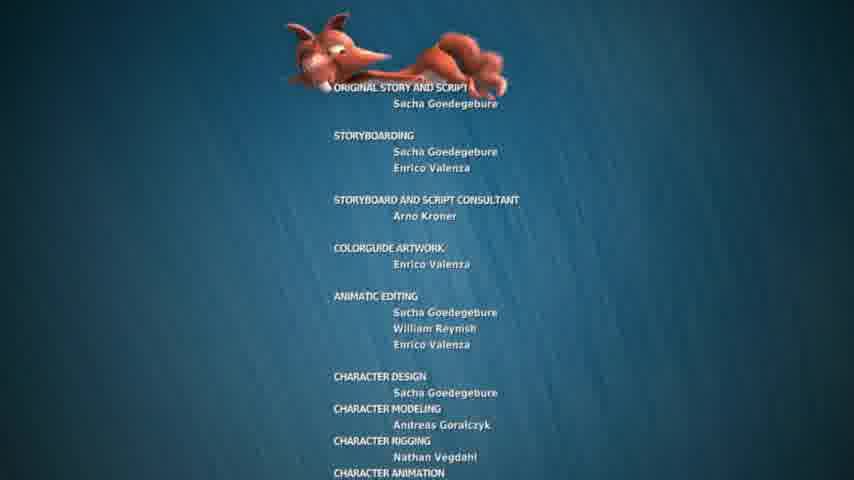 ORIGINAL STORY AND SCRIPT
Sacha Goedegebure
STORYBOARDING
Sacha Goedegebure
Enrico Valenza
STORYBOARD AND SCRIPT CONSULTANT
Arno Kroner
COLORGUIDE ARTWORK
Enrico Valenza
ANIMATIC EDITING
Sacha Goedegebure
William Reynish
Enrico Valenza
CHARACTER DESIGN
Sacha Goedegebure
CHARACTER MODELING
Andreas Goralczyk
CHARACTER RIGGING
Nathan Vegdahl
CHARACTER ANIMATION